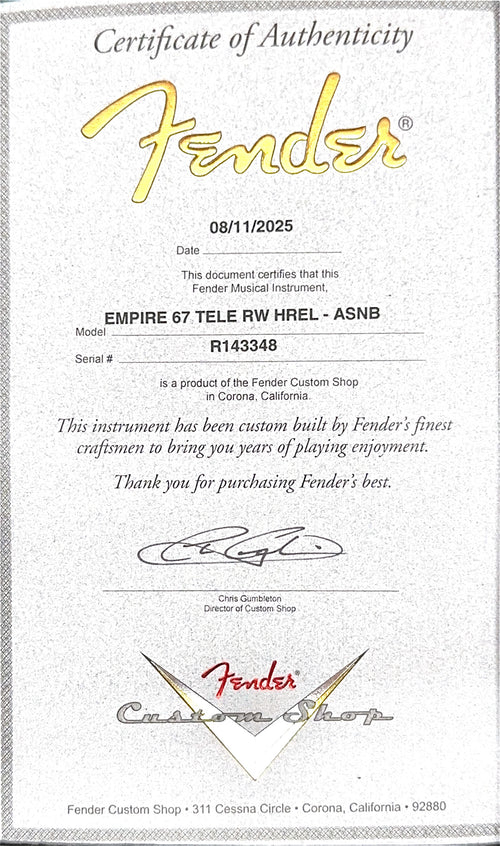 Certificate of Authenticity
Fender®
08/11/2025
Date
This document certifies that this
Fender Musical Instrument,
EMPIRE 67 TELE RW HREL - ASNB
Model
R143348
Serial #
is a product of the Fender Custom Shop
in Corona, California.
This instrument has been custom built by Fender's finest
craftsmen to bring you years of playing enjoyment.
Thank you for purchasing Fender's best.
Chris Gumbleton
Director of Custom Shop
Fender®
Custom Shop
Fender Custom Shop • 311 Cessna Circle • Corona, California • 92880